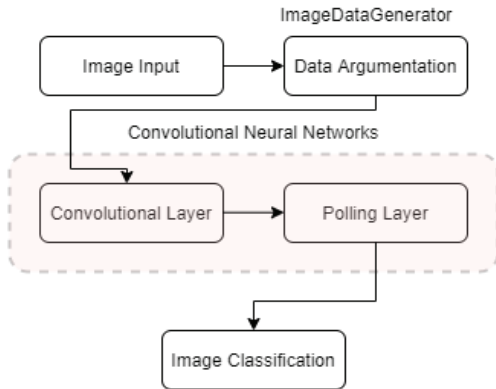 ImageDataGenerator
Image Input
Data Argumentation
Convolutional Neural Networks
Convolutional Layer
Polling Layer
Image Classification